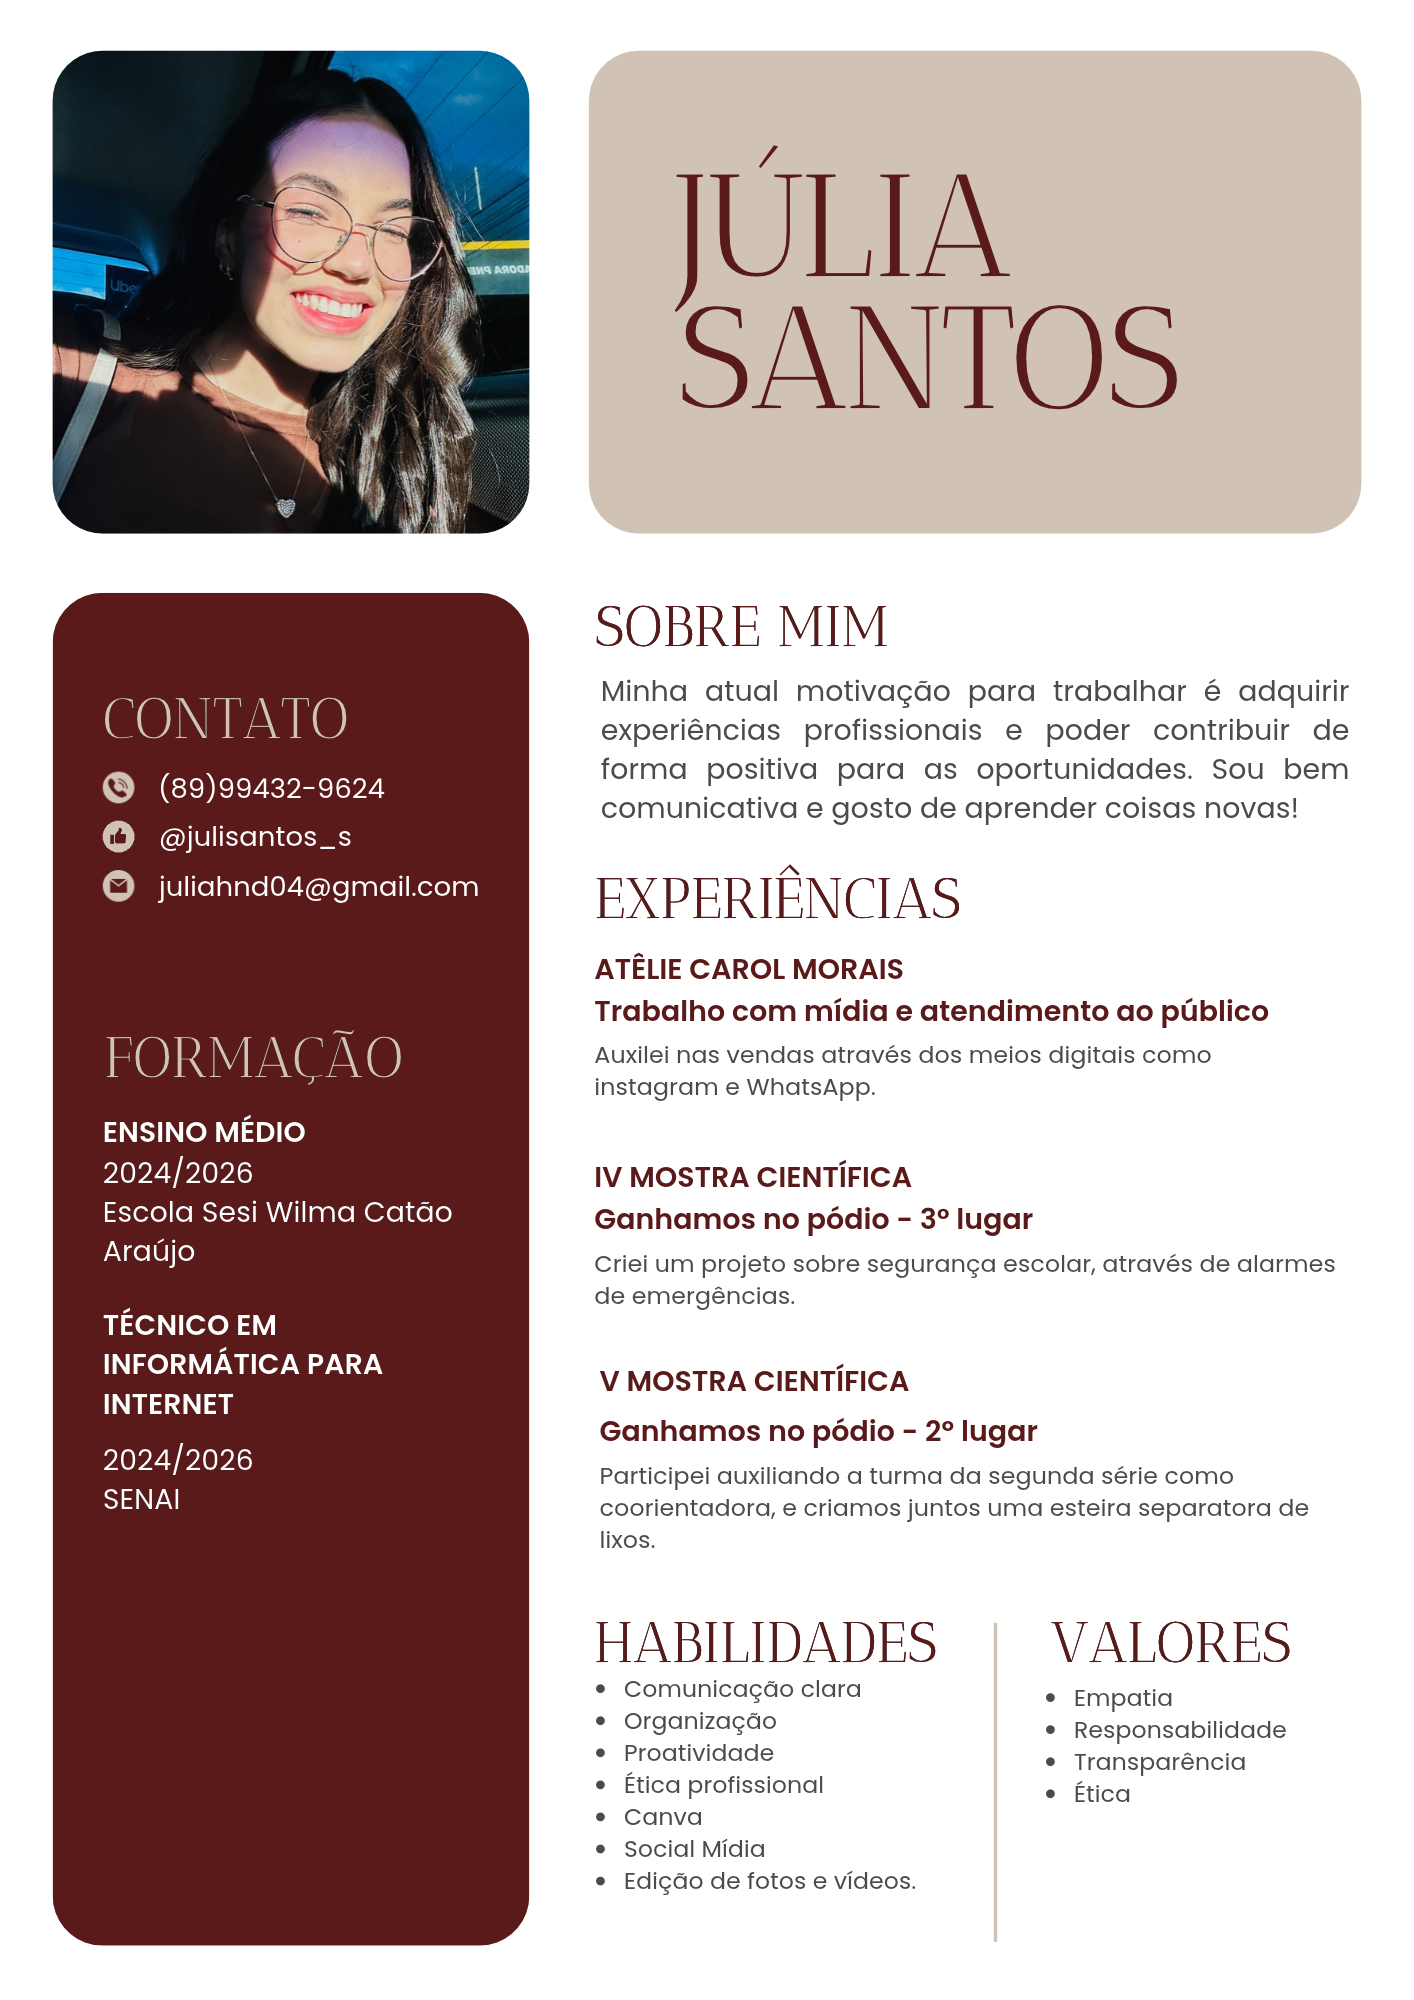 Uber
ADORA PNE
JÚLIA
SANTOS
CONTATO
(89)99432-9624
@julisantos_s
juliahnd04@gmail.com
FORMAÇÃO
ENSINO MÉDIO
2024/2026
Escola Sesi Wilma Catão
Araújo
TÉCNICO EM
INFORMÁTICA PARA
INTERNET
2024/2026
SENAI
SOBRE MIM
Minha atual motivação para trabalhar é adquirir
experiências profissionais e poder contribuir de
forma positiva para as oportunidades. Sou bem
comunicativa e gosto de aprender coisas novas!
EXPERIÊNCIAS
ATÊLIE CAROL MORAIS
Trabalho com mídia e atendimento ao público
Auxilei nas vendas através dos meios digitais como
instagram e WhatsApp.
IV MOSTRA CIENTÍFICA
Ganhamos no pódio - 3° lugar
Criei um projeto sobre segurança escolar, através de alarmes
de emergências.
V MOSTRA CIENTÍFICA
Ganhamos no pódio - 2° lugar
Participei auxiliando a turma da segunda série como
coorientadora, e criamos juntos uma esteira separatora de
lixos.
HABILIDADES
• Comunicação clara
• Organização
• Proatividade
• Ética profissional
• Canva
• Social Mídia
• Edição de fotos e vídeos.
VALORES
• Empatia
• Responsabilidade
• Transparência
• Ética